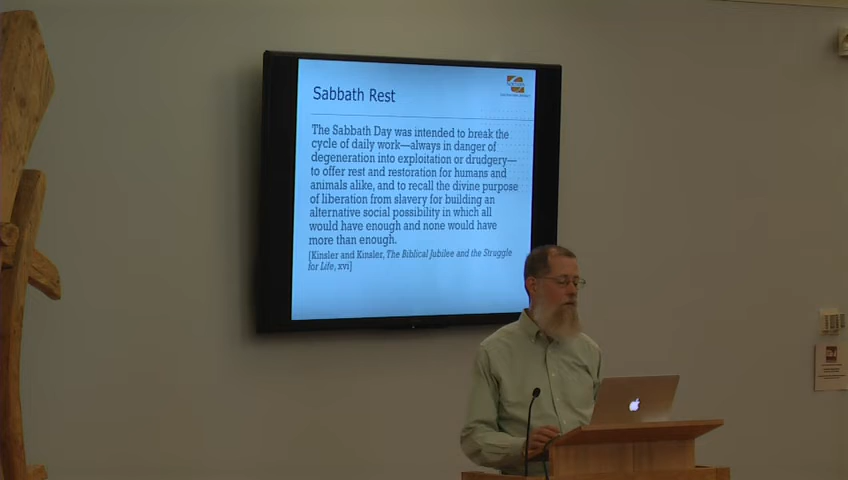 Sabbath Rest
The Sabbath Day was intended to break the
cycle of daily work—always in danger of
degeneration into exploitation or drudgery—
to offer rest and restoration for humans and
animals alike, and to recall the divine purpose
of liberation from slavery for building an
alternative social possibility in which all
would have enough and none would have
more than enough.
[Kinsler and Kinsler, The Biblical Jubilee and the Struggle
for Life, xvi]